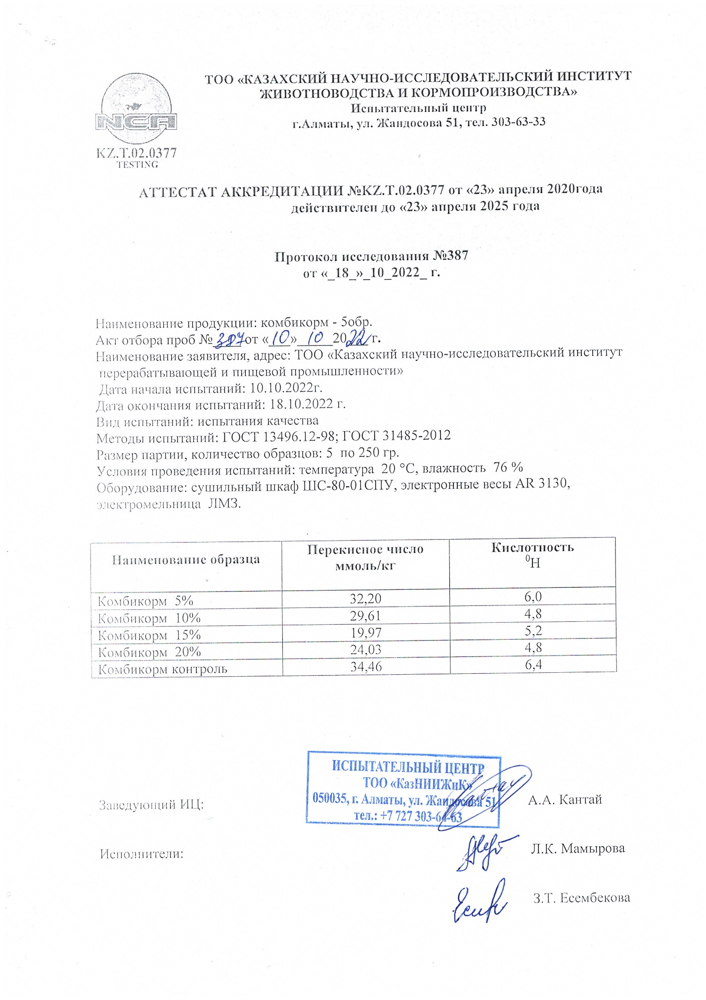 ТОО «КАЗАХСКИЙ НАУЧНО-ИССЛЕДОВАТЕЛЬСКИЙ ИНСТИТУТ
ЖИВОТНОВОДСТВА И КОРМОПРОИЗВОДСТВА»
Испытательный центр
г.Алматы, ул. Жандосова 51, тел. 303-63-33
NCA
KZ.T.02.0377
TESTING
АТТЕСТАТ АККРЕДИТАЦИИ №KZ.T.02.0377 от «23» апреля 2020года
действителен до «23» апреля 2025 года
Протокол исследования №387
от «_18_»_10_2022_ г.
Наименование продукции: комбикорм - 5обр.
Акт отбора проб № 387 от « 10 » 10 2022 г.
Наименование заявителя, адрес: ТОО «Казахский научно-исследовательский институт
перерабатывающей и пищевой промышленности»
Дата начала испытаний: 10.10.2022г.
Дата окончания испытаний: 18.10.2022 г.
Вид испытаний: испытания качества
Методы испытаний: ГОСТ 13496.12-98; ГОСТ 31485-2012
Размер партии, количество образцов: 5 по 250 гр.
Условия проведения испытаний: температура 20 °С, влажность 76 %
Оборудование: сушильный шкаф ШС-80-01СПУ, электронные весы AR 3130,
электромельница ЛМЗ.
Наименование образца Перекисное число ммоль/кг Кислотность ⁰Н
Комбикорм 5% 32,20 6,0
Комбикорм 10% 29,61 4,8
Комбикорм 15% 19,97 5,2
Комбикорм 20% 24,03 4,8
Комбикорм контроль 34,46 6,4
ИСПЫТАТЕЛЬНЫЙ ЦЕНТР
ТОО «КазНИИЖиК»
050035, г. Алматы, ул. Жандосова 51
тел.: +7 727 303-64-63
Заведующий ИЦ: А.А. Кантай
Исполнители: Л.К. Мамырова
З.Т. Есембекова